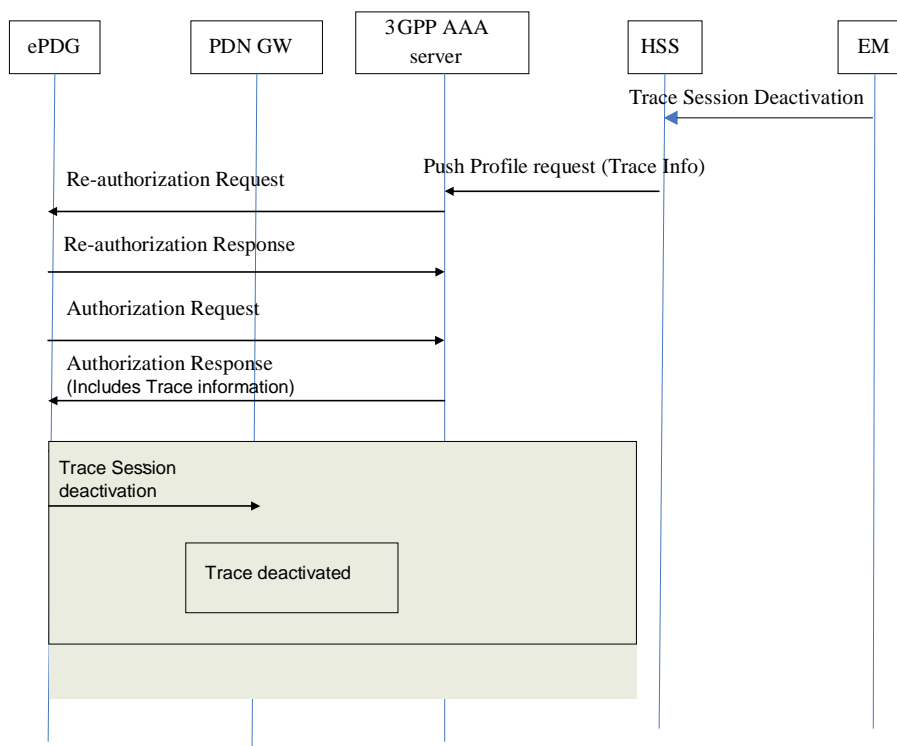 ePDG
PDN GW
3GPP AAA
server
HSS
EM
Trace Session Deactivation
Push Profile request (Trace Info)
Re-authorization Request
Re-authorization Response
Authorization Request
Authorization Response
(Includes Trace information)
Trace Session
deactivation
Trace deactivated